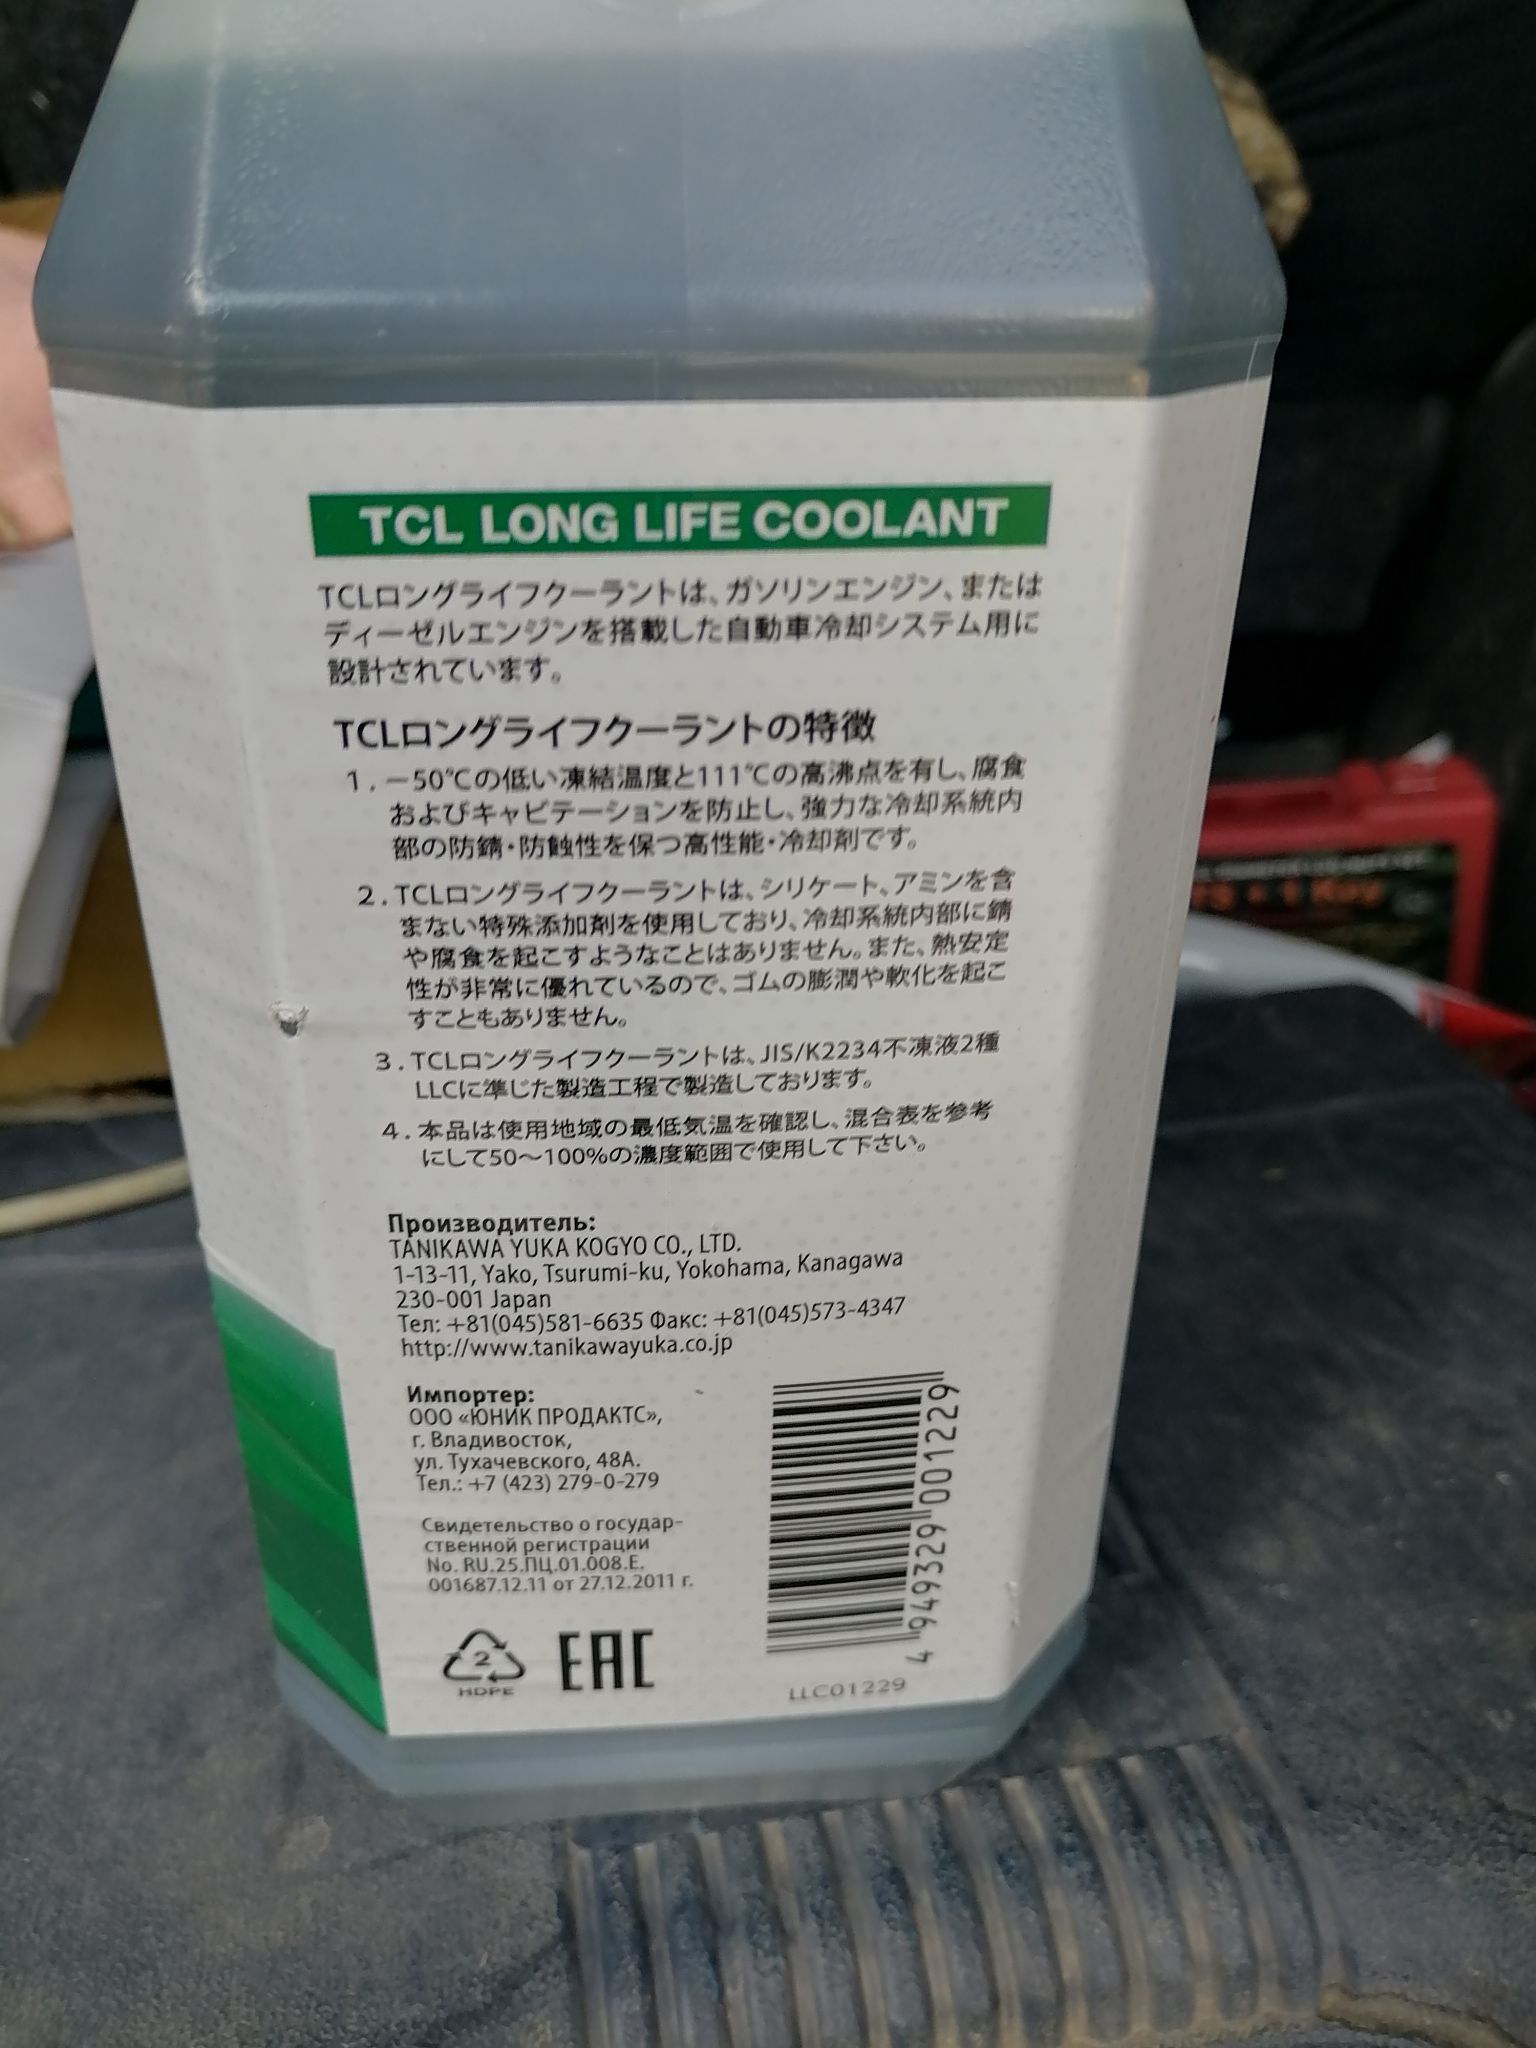 TCL LONG LIFE COOLANT
TCLロングライフクーラントは、ガソリンエンジン、または
ディーゼルエンジンを搭載した自動車冷却システム用に
設計されています。
TCLロングライフクーラントの特徴
1. −50℃の低い凍結温度と111℃の高沸点を有し、腐食
およびキャビテーションを防止し、強力な冷却系統内
部の防錆・防蝕性を保つ高性能・冷却剤です。
2. TCLロングライフクーラントは、シリケート、アミンを含
まない特殊添加剤を使用しており、冷却系統内部に錆
や腐食を起こすようなことはありません。また、熱安定
性が非常に優れているので、ゴムの膨潤や軟化を起こ
すこともありません。
3. TCLロングライフクーラントは、JIS/K2234不凍液2種
LLCに準じた製造工程で製造しております。
4. 本品は使用地域の最低気温を確認し、混合表を参考
にして50～100%の濃度範囲で使用して下さい。
Производитель:
TANIKAWA YUKA KOGYO CO., LTD.
1-13-11, Yako, Tsurumi-ku, Yokohama, Kanagawa
230-001 Japan
Тел: +81(045)581-6635 Факс: +81(045)573-4347
http://www.tanikawayuka.co.jp
Импортер:
ООО «ЮНИК ПРОДАКТС»,
г. Владивосток,
ул. Тухачевского, 48А.
Тел.: +7 (423) 279-0-279
Свидетельство о государ-
ственной регистрации
No. RU.25.ПЦ.01.008.Е.
001687.12.11 от 27.12.2011 г.
2
HDPE
EAC
4 949329 001229
LLC01229
+ 1 Key